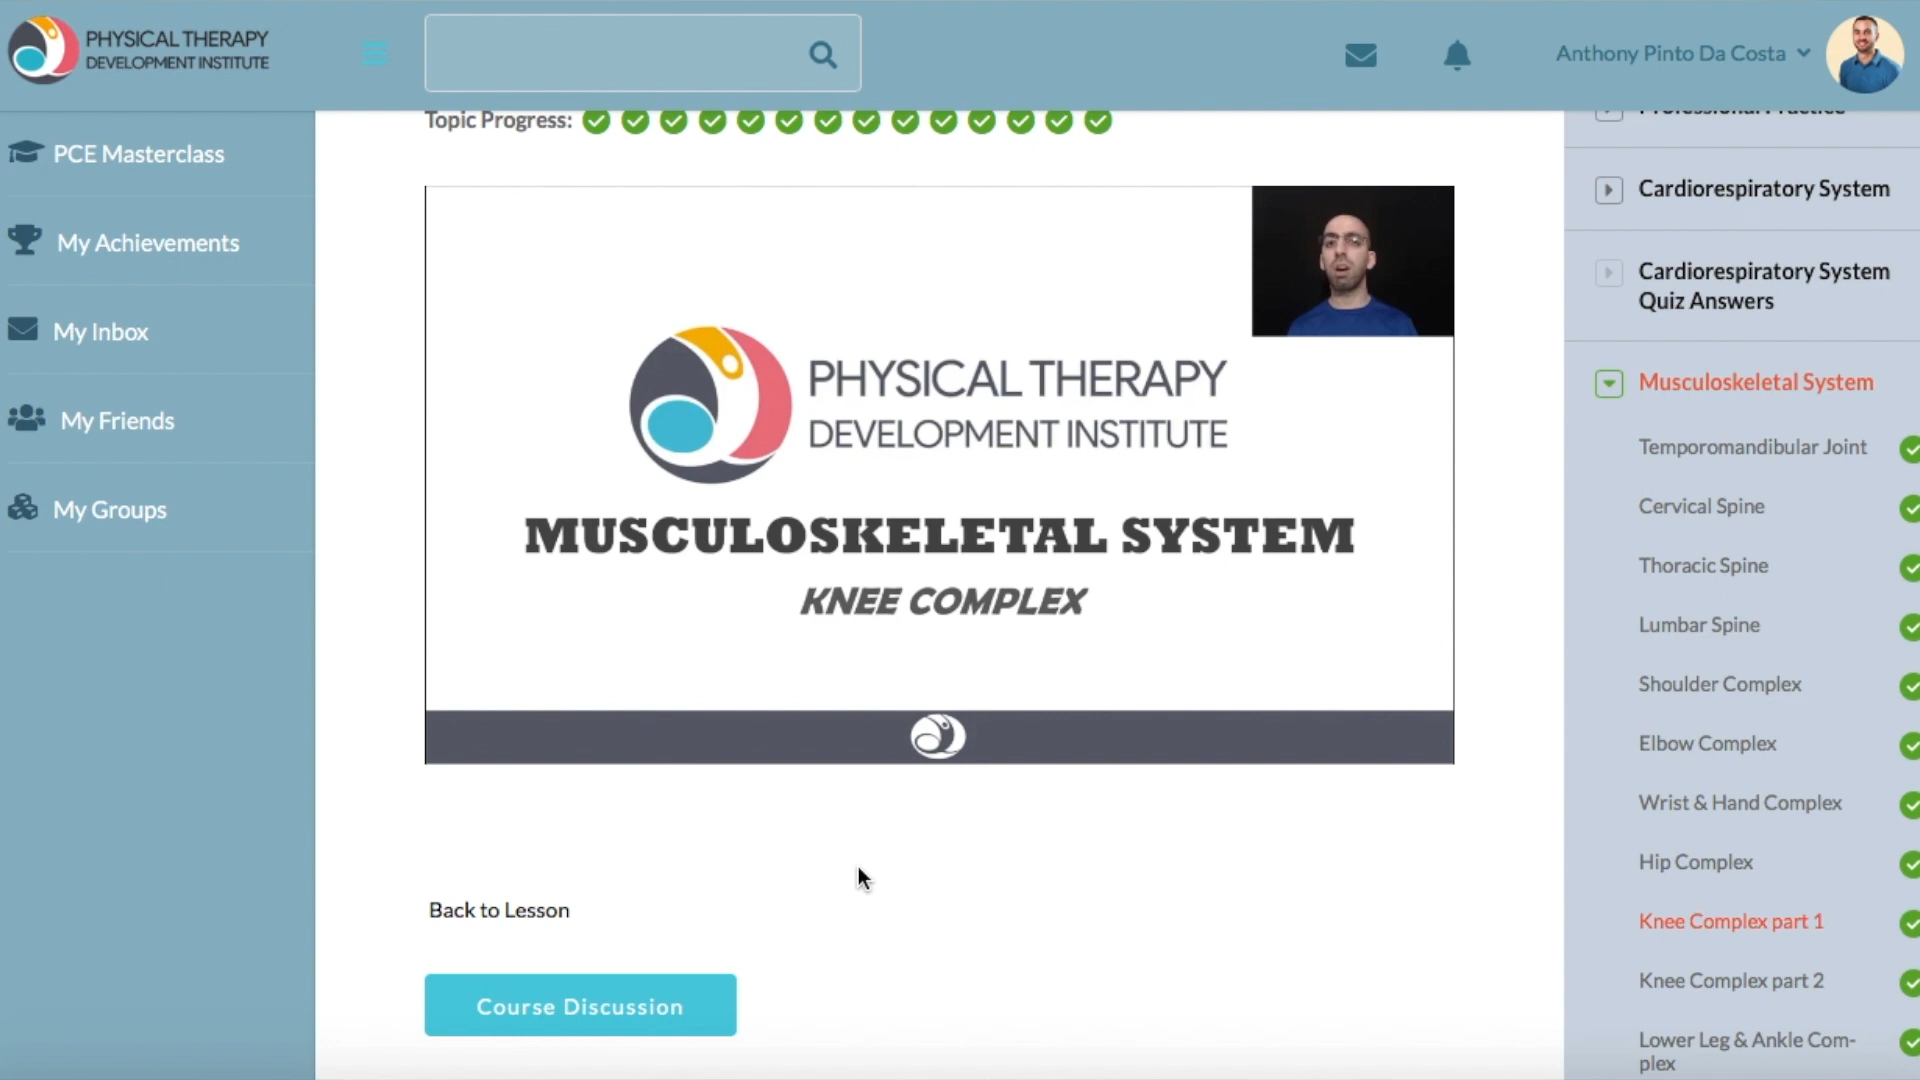 PHYSICAL THERAPY
DEVELOPMENT INSTITUTE
Anthony Pinto Da Costa
PCE Masterclass
My Achievements
My Inbox
My Friends
My Groups
Topic Progress:
PHYSICAL THERAPY
DEVELOPMENT INSTITUTE
MUSCULOSKELETAL SYSTEM
KNEE COMPLEX
Back to Lesson
Course Discussion
Professional Practice
Cardiorespiratory System
Cardiorespiratory System
Quiz Answers
Musculoskeletal System
Temporomandibular Joint
Cervical Spine
Thoracic Spine
Lumbar Spine
Shoulder Complex
Elbow Complex
Wrist & Hand Complex
Hip Complex
Knee Complex part 1
Knee Complex part 2
Lower Leg & Ankle Com-
plex